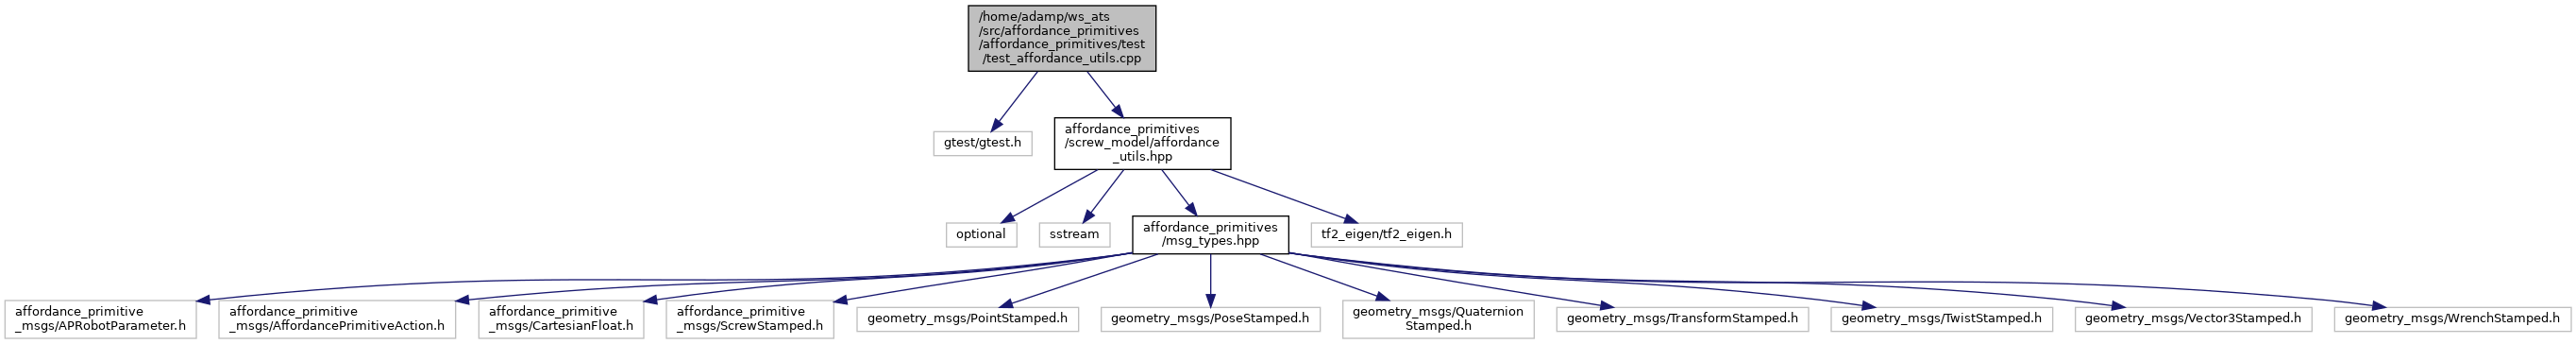 /home/adamp/ws_ats
/src/affordance_primitives
/affordance_primitives/test
/test_affordance_utils.cpp
gtest/gtest.h
affordance_primitives
/screw_model/affordance
_utils.hpp
optional
sstream
affordance_primitives
/msg_types.hpp
tf2_eigen/tf2_eigen.h
affordance_primitive
_msgs/APRobotParameter.h
affordance_primitive
_msgs/AffordancePrimitiveAction.h
affordance_primitive
_msgs/CartesianFloat.h
affordance_primitive
_msgs/ScrewStamped.h
geometry_msgs/PointStamped.h
geometry_msgs/PoseStamped.h
geometry_msgs/Quaternion
Stamped.h
geometry_msgs/TransformStamped.h
geometry_msgs/TwistStamped.h
geometry_msgs/Vector3Stamped.h
geometry_msgs/WrenchStamped.h